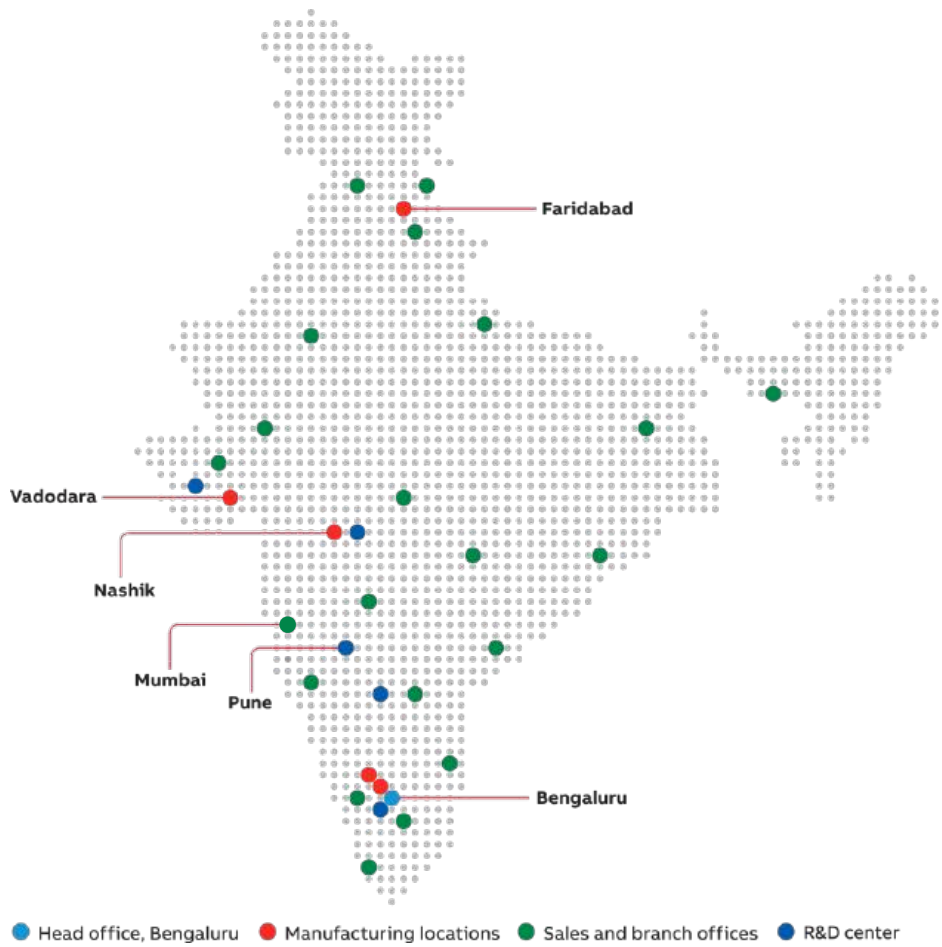 Faridabad
Vadodara
Nashik
Mumbai
Pune
Bengaluru
Head office, Bengaluru Manufacturing locations Sales and branch offices R&D center